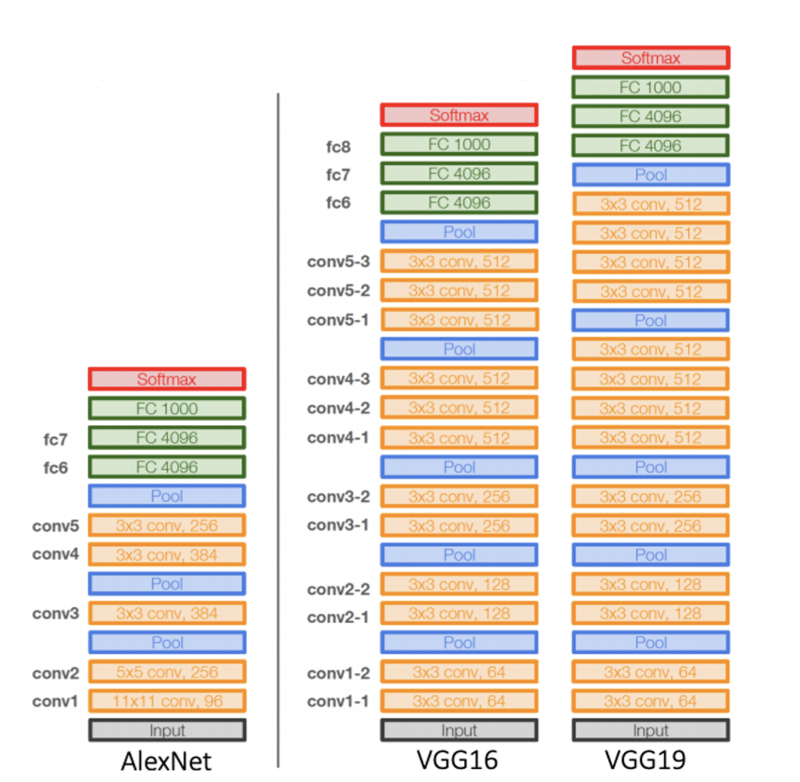 Softmax
FC 1000
fc7 FC 4096
fc6 FC 4096
Pool
conv5 3x3 conv, 256
conv4 3x3 conv, 384
Pool
conv3 3x3 conv, 384
Pool
conv2 5x5 conv, 256
conv1 11x11 conv, 96
Input
AlexNet
Softmax
fc8 FC 1000
fc7 FC 4096
fc6 FC 4096
Pool
conv5-3 3x3 conv, 512
conv5-2 3x3 conv, 512
conv5-1 3x3 conv, 512
Pool
conv4-3 3x3 conv, 512
conv4-2 3x3 conv, 512
conv4-1 3x3 conv, 512
Pool
conv3-2 3x3 conv, 256
conv3-1 3x3 conv, 256
Pool
conv2-2 3x3 conv, 128
conv2-1 3x3 conv, 128
Pool
conv1-2 3x3 conv, 64
conv1-1 3x3 conv, 64
Input
VGG16
Softmax
FC 1000
FC 4096
FC 4096
Pool
3x3 conv, 512
3x3 conv, 512
3x3 conv, 512
3x3 conv, 512
Pool
3x3 conv, 512
3x3 conv, 512
3x3 conv, 512
3x3 conv, 512
Pool
3x3 conv, 256
3x3 conv, 256
Pool
3x3 conv, 128
3x3 conv, 128
Pool
3x3 conv, 64
3x3 conv, 64
Input
VGG19